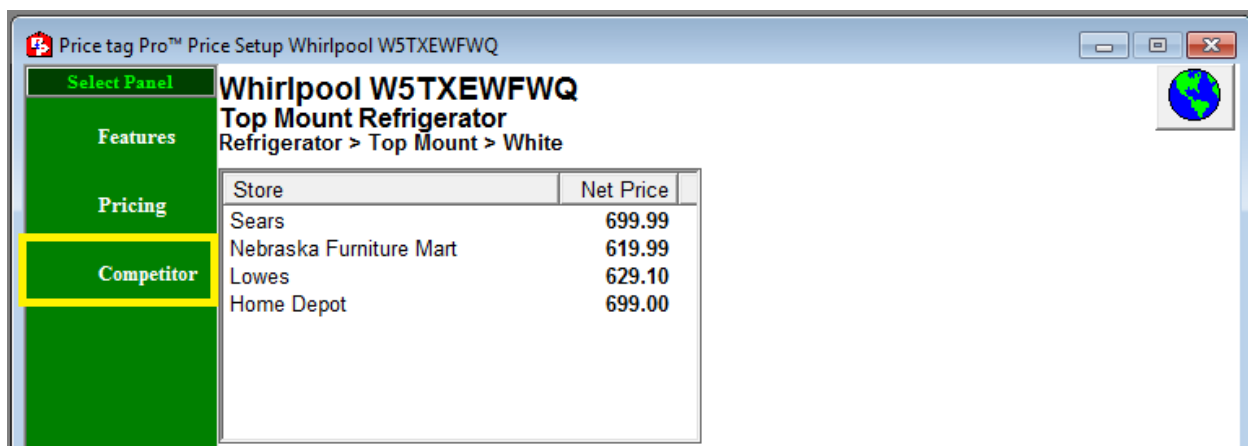 Price tag Pro™ Price Setup Whirlpool W5TXEWFWQ
Select Panel
Features
Pricing
Competitor
Whirlpool W5TXEWFWQ
Top Mount Refrigerator
Refrigerator > Top Mount > White
Store Net Price
Sears 699.99
Nebraska Furniture Mart 619.99
Lowes 629.10
Home Depot 699.00